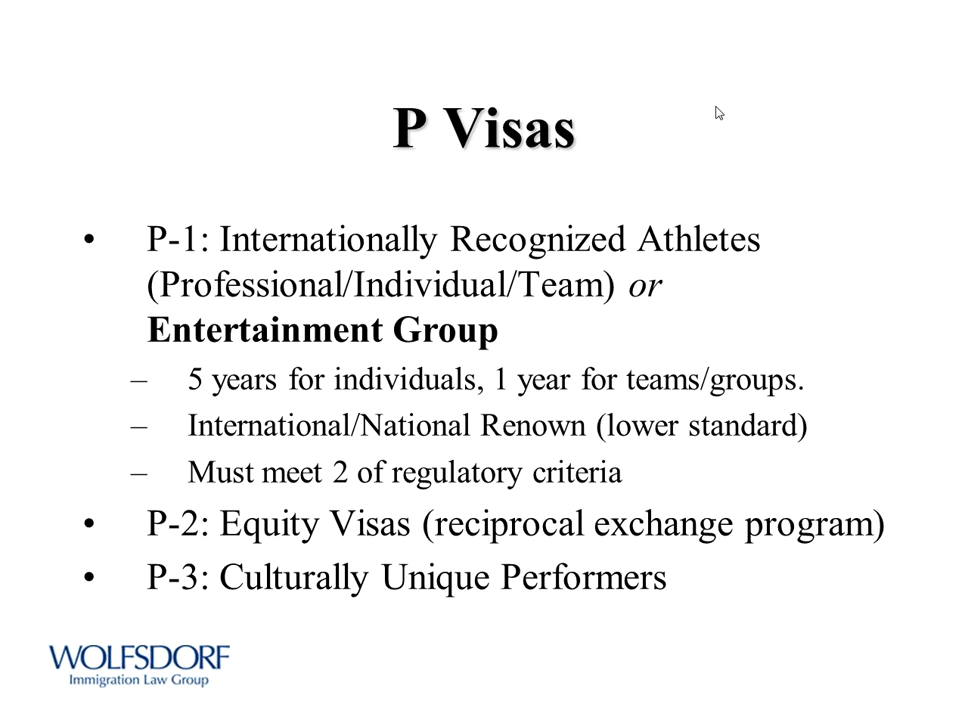 P Visas
• P-1: Internationally Recognized Athletes
(Professional/Individual/Team) or
Entertainment Group
– 5 years for individuals, 1 year for teams/groups.
– International/National Renown (lower standard)
– Must meet 2 of regulatory criteria
• P-2: Equity Visas (reciprocal exchange program)
• P-3: Culturally Unique Performers
WOLFSDORF
Immigration Law Group